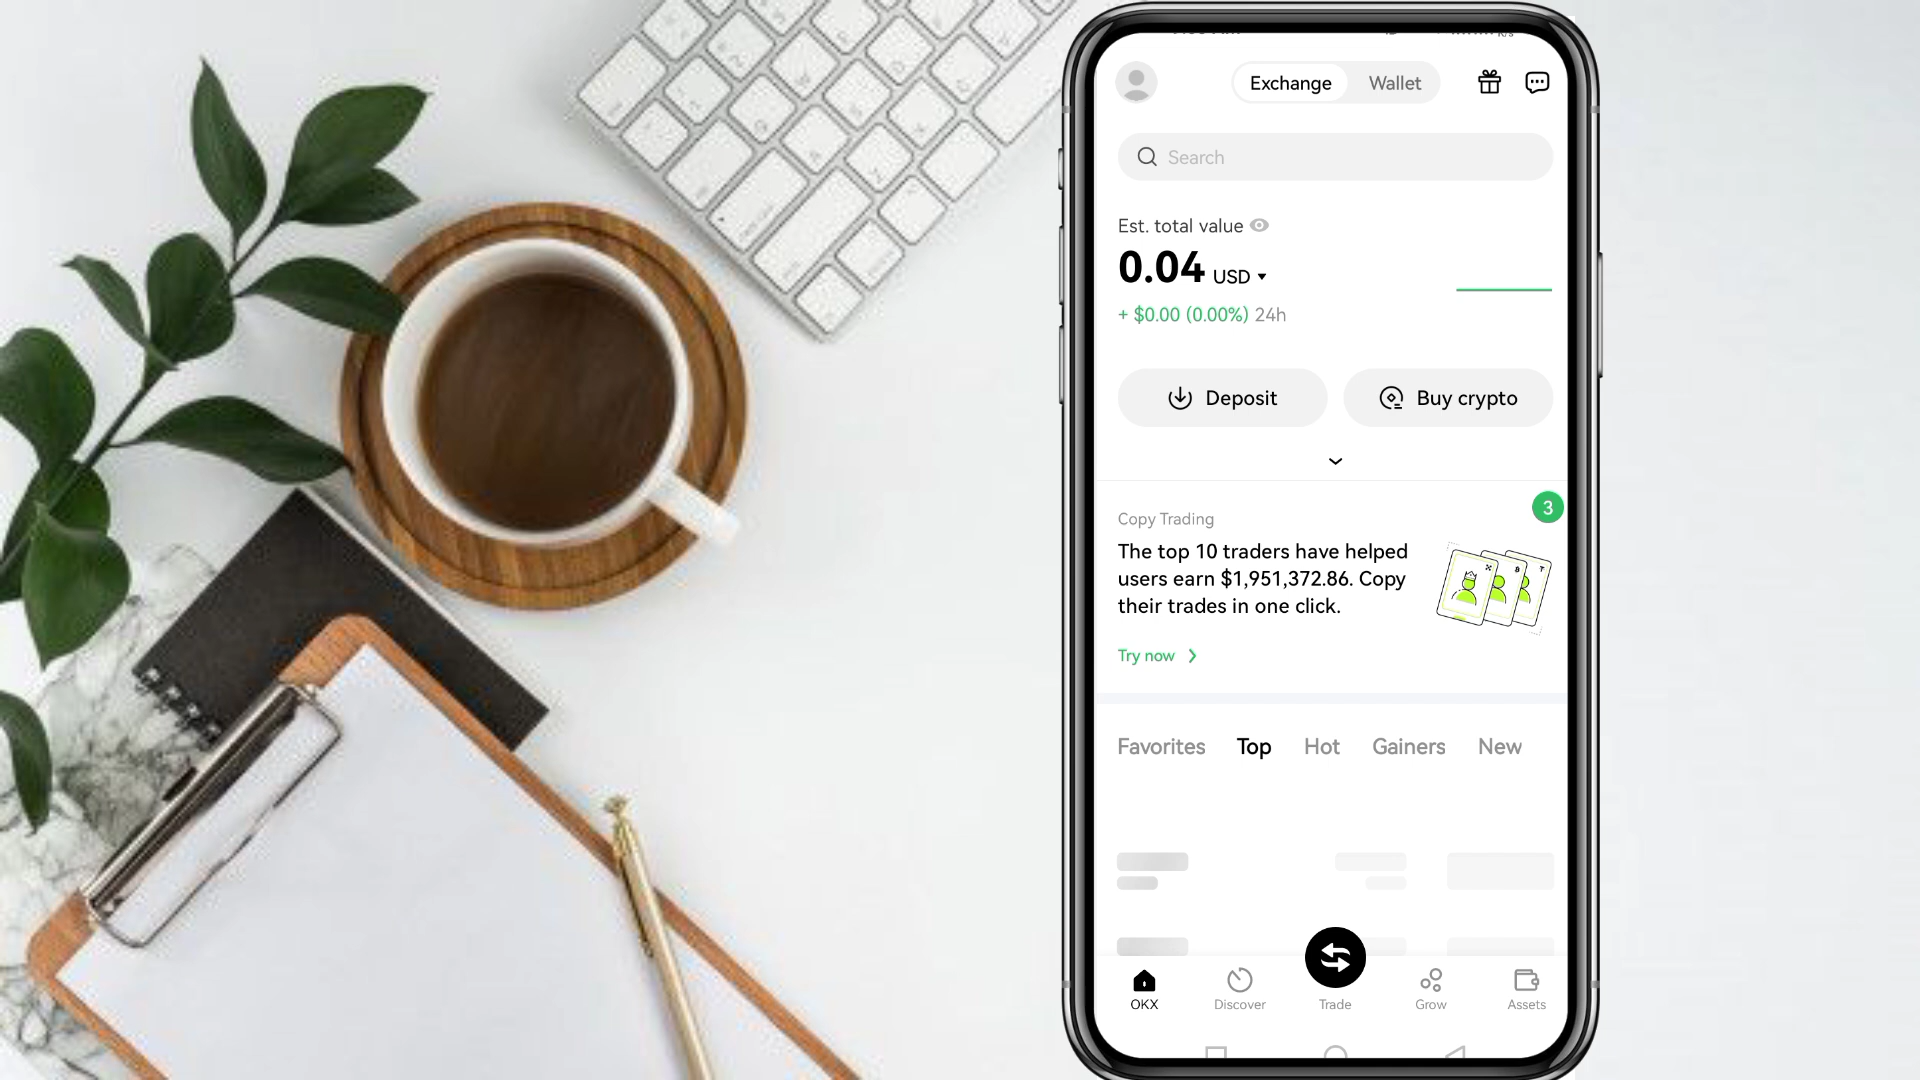 Exchange Wallet
Search
Est. total value
0.04 USD
+ $0.00 (0.00%) 24h
Deposit Buy crypto
3
Copy Trading
The top 10 traders have helped
users earn $1,951,372.86. Copy
their trades in one click.
Try now
Favorites Top Hot Gainers New
OKX Discover Trade Grow Assets